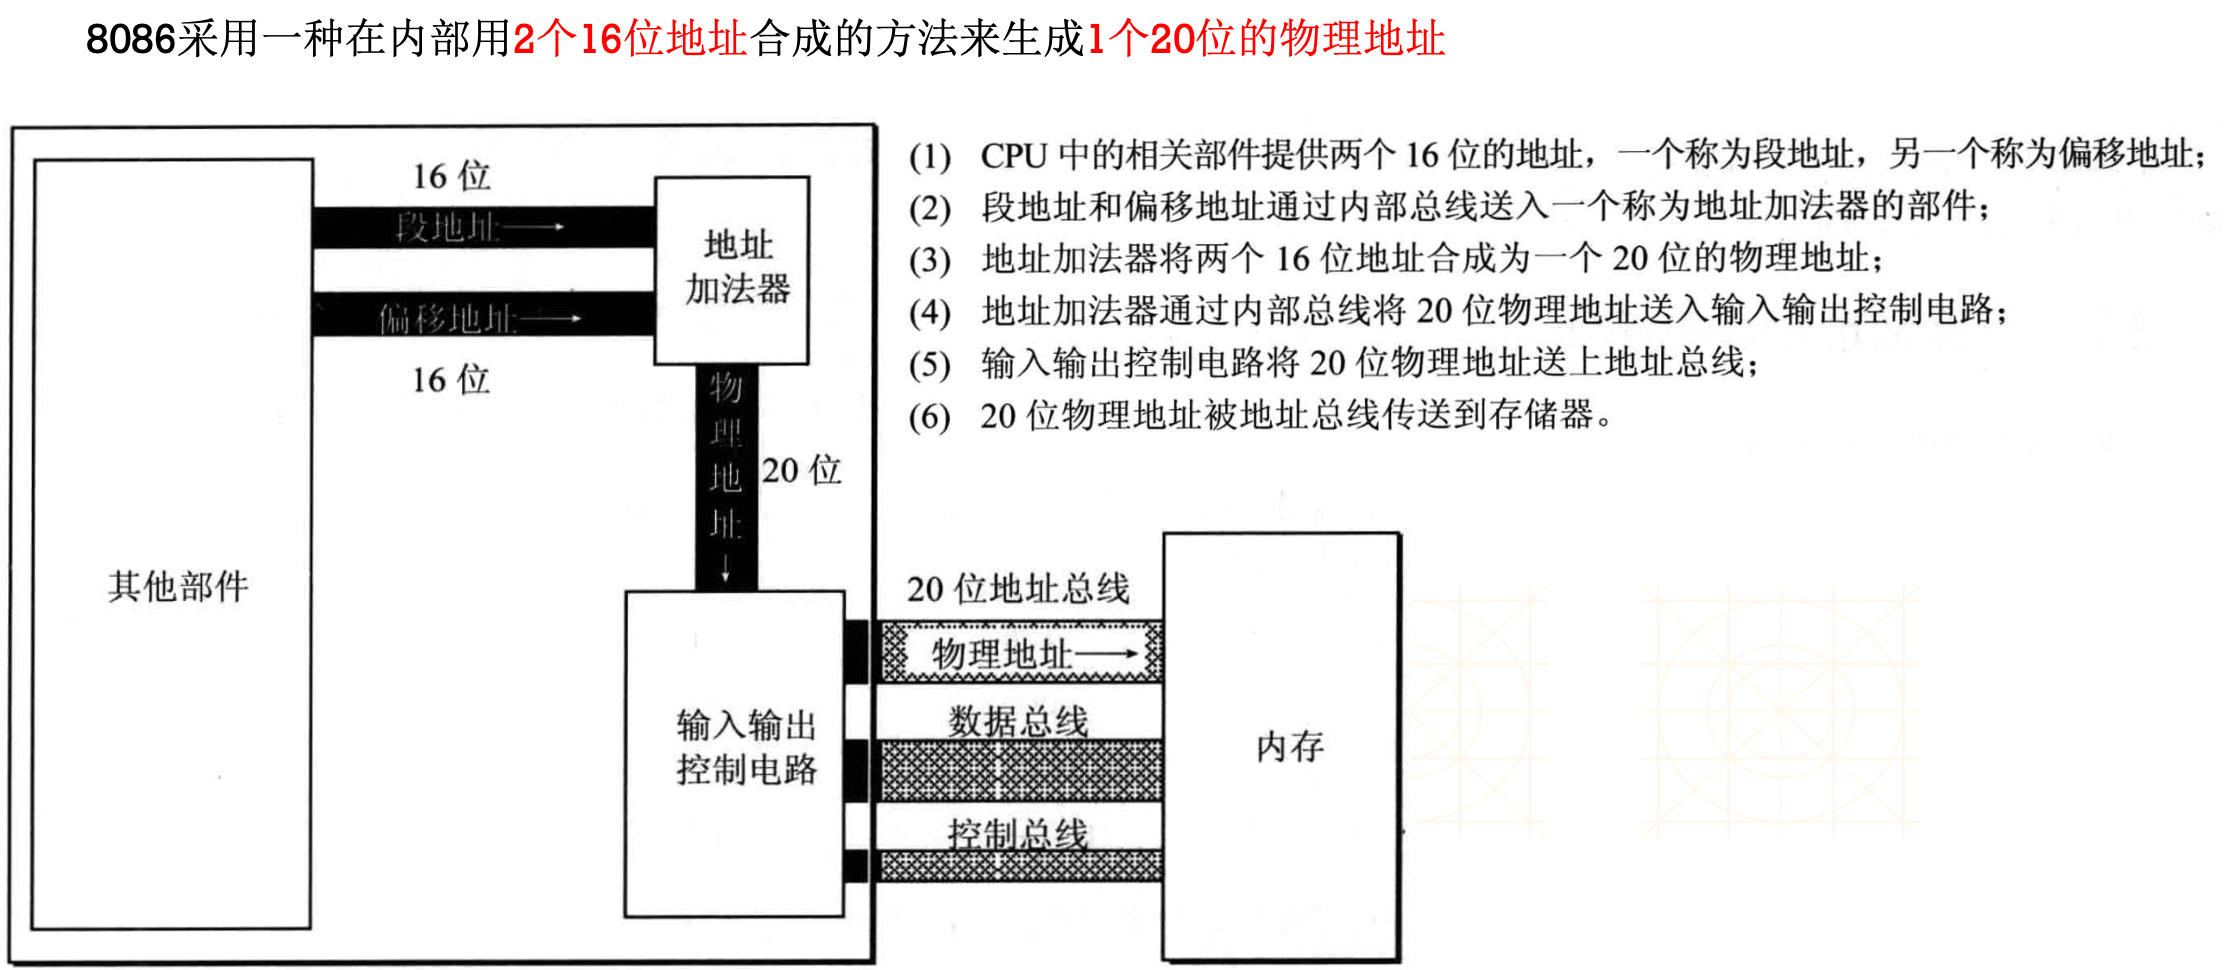 8086采用一种在内部用2个16位地址合成的方法来生成1个20位的物理地址
(1) CPU 中的相关部件提供两个 16 位的地址，一个称为段地址，另一个称为偏移地址；
(2) 段地址和偏移地址通过内部总线送入一个称为地址加法器的部件；
(3) 地址加法器将两个 16 位地址合成为一个 20 位的物理地址；
(4) 地址加法器通过内部总线将 20 位物理地址送入输入输出控制电路；
(5) 输入输出控制电路将 20 位物理地址送上地址总线；
(6) 20 位物理地址被地址总线传送到存储器。
16 位
段地址
地址
加法器
偏移地址
16 位
物
理
地
址
20 位
其他部件
输入输出
控制电路
20 位地址总线
物理地址
数据总线
控制总线
内存